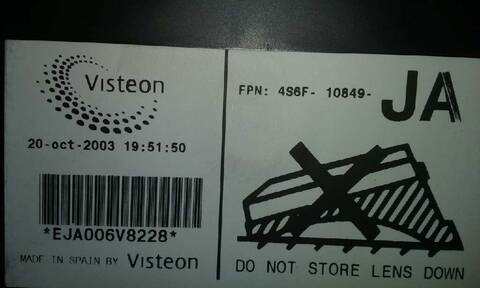 Visteon
20-oct-2003 19:51:50
*EJA006V8228*
MADE IN SPAIN BY Visteon
FPN: 4S6F- 10849- JA
DO NOT STORE LENS DOWN